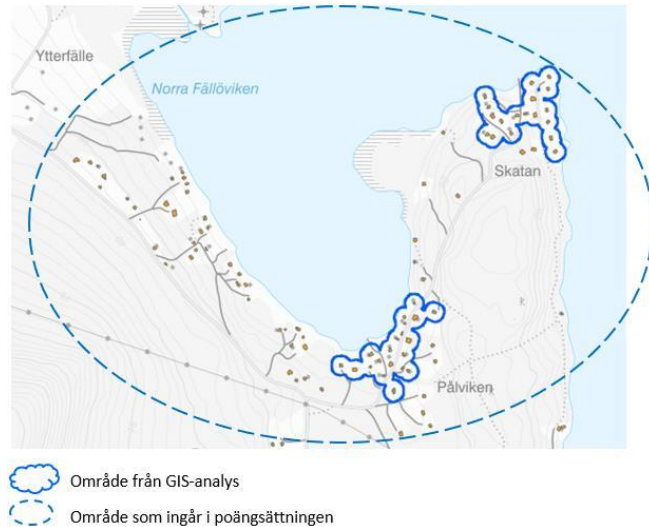 Ytterfälle
Norra Fällöviken
Skatan
Pålviken
Område från GIS-analys
Område som ingår i poängsättningen